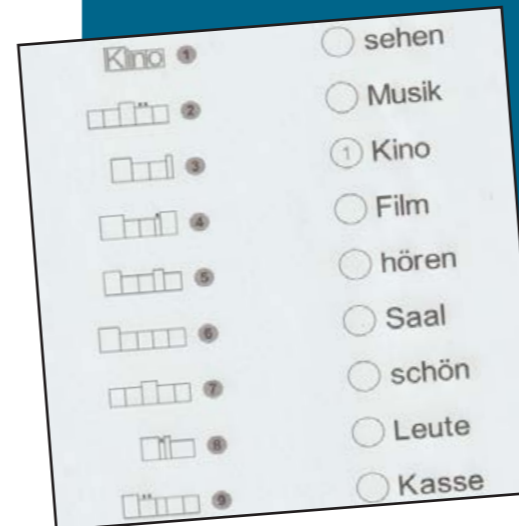 Kino 1 sehen
2 Musik
3 1 Kino
4 Film
5 hören
6 Saal
7 schön
8 Leute
9 Kasse